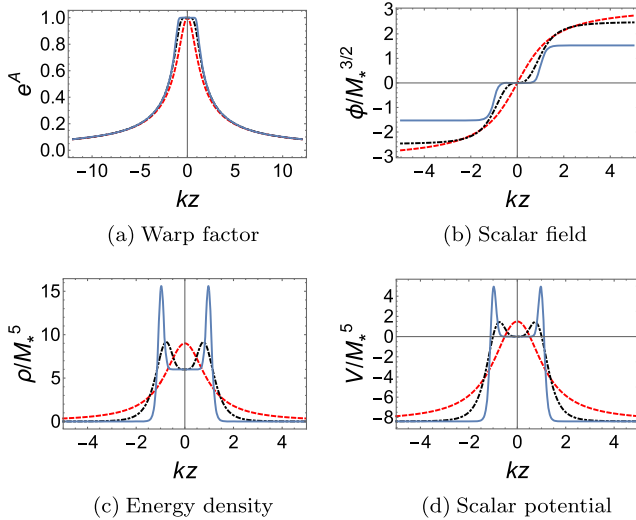 1.0
0.8
0.6
0.4
0.2
0.0
e^A
−10 −5 0 5 10
kz
(a) Warp factor
3
2
1
0
−1
−2
−3
ϕ/M_*^{3/2}
−4 −2 0 2 4
kz
(b) Scalar field
15
10
5
0
ρ/M_*^5
−4 −2 0 2 4
kz
(c) Energy density
4
2
0
−2
−4
−6
−8
V/M_*^5
−4 −2 0 2 4
kz
(d) Scalar potential